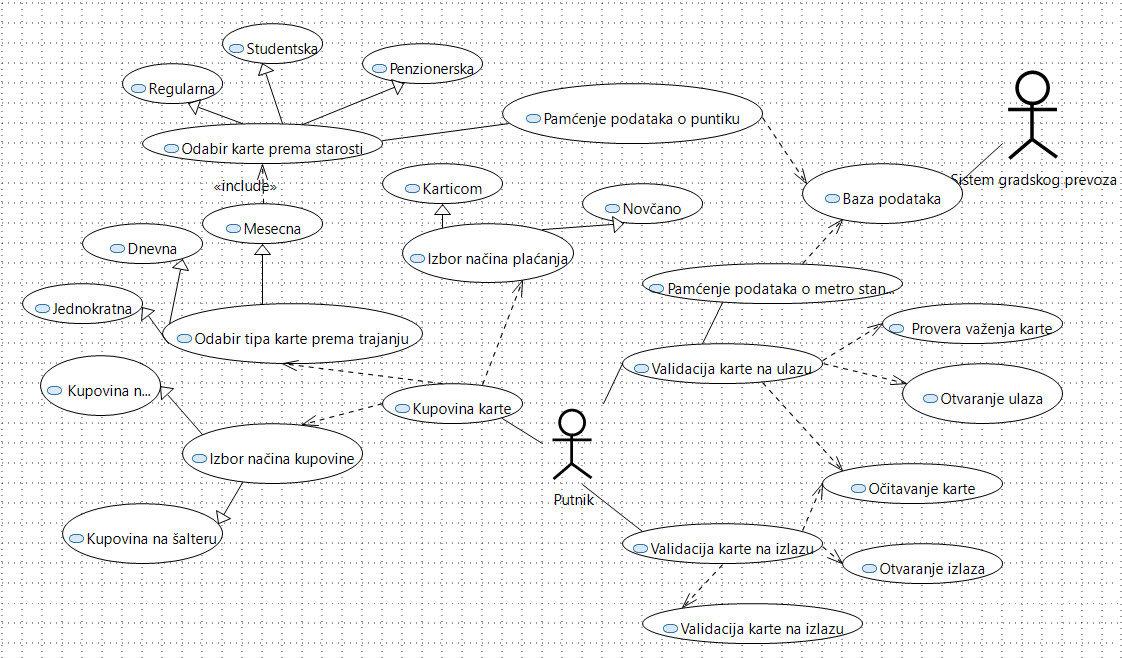 Studentska
Penzionerska
Regularna
Pamćenje podataka o puntiku
Odabir karte prema starosti
Sistem gradskog prevoza
«include»
Karticom
Baza podataka
Novčano
Mesecna
Dnevna
Izbor načina plaćanja
Pamćenje podataka o metro stan...
Jednokratna
Provera važenja karte
Odabir tipa karte prema trajanju
Validacija karte na ulazu
Kupovina n...
Otvaranje ulaza
Kupovina karte
Izbor načina kupovine
Očitavanje karte
Putnik
Kupovina na šalteru
Validacija karte na izlazu
Otvaranje izlaza
Validacija karte na izlazu